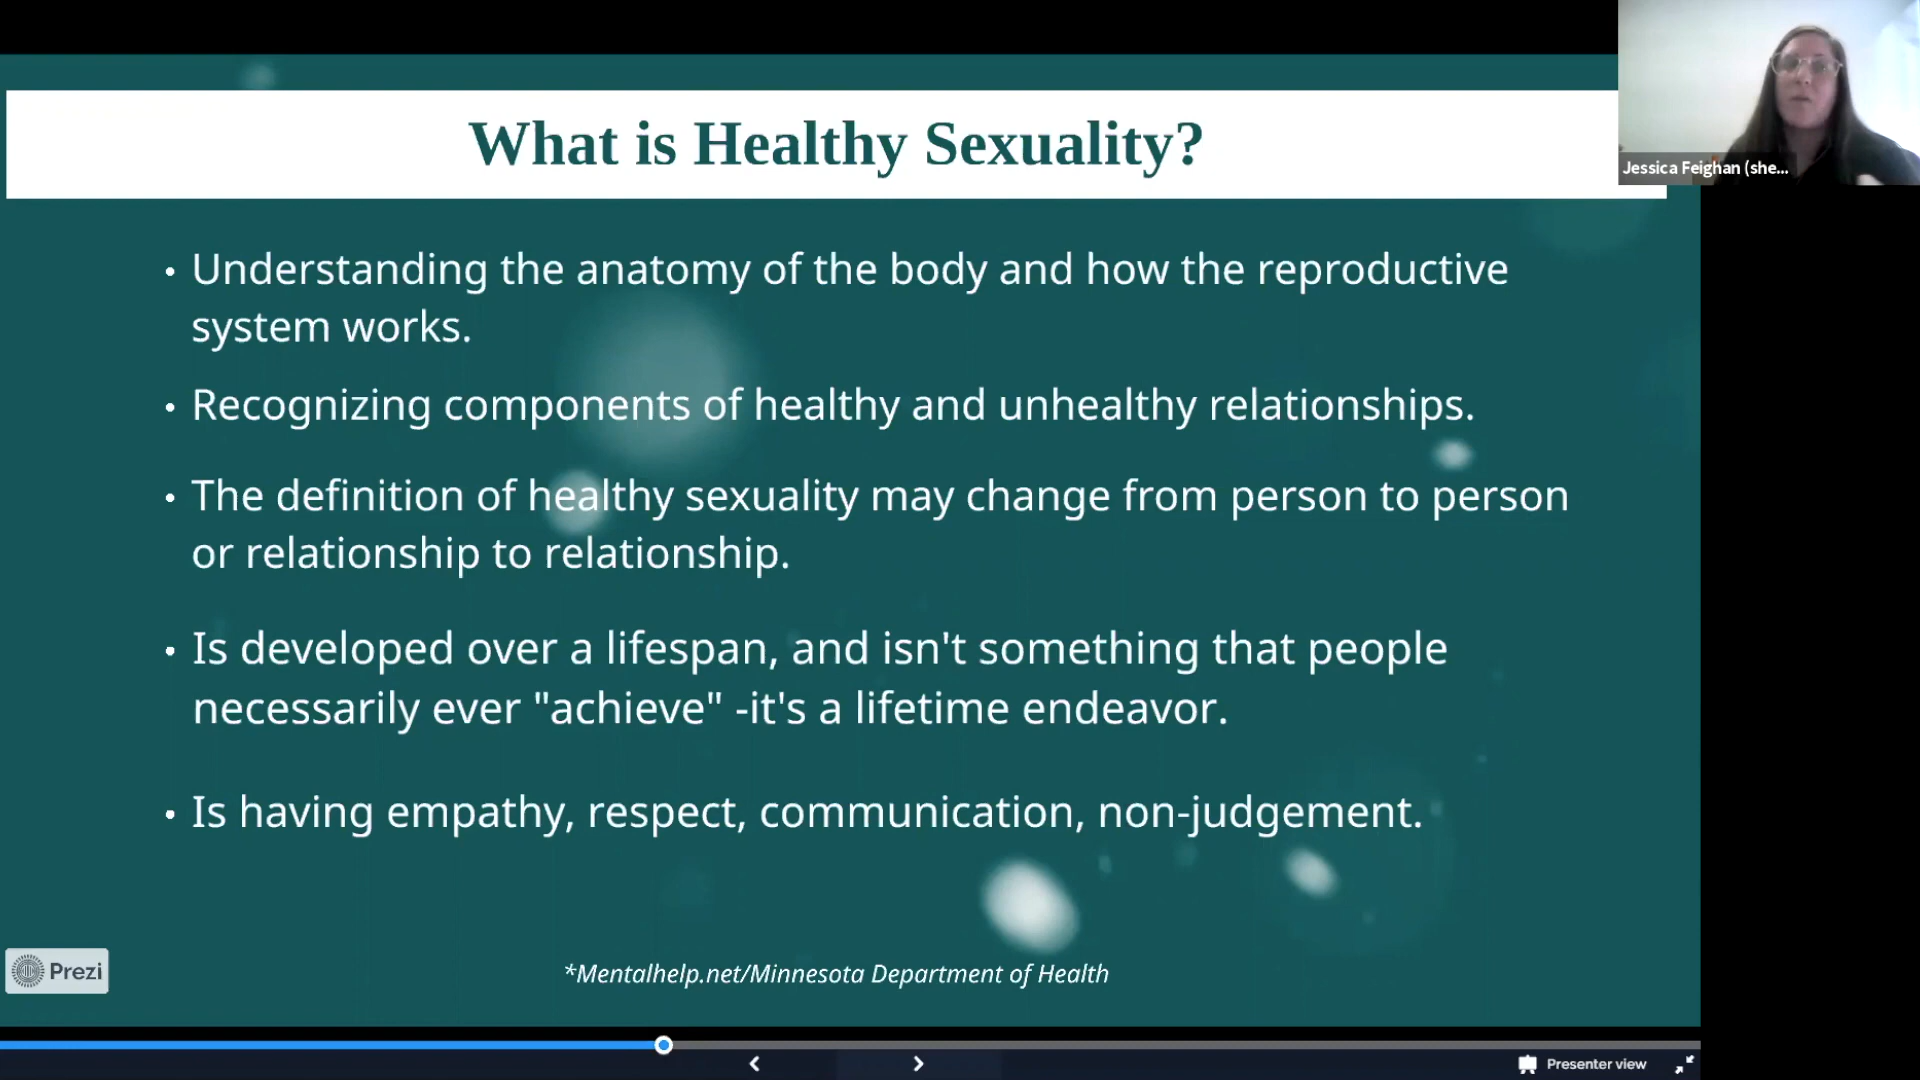 What is Healthy Sexuality?
Jessica Feighan (she...
• Understanding the anatomy of the body and how the reproductive
system works.
• Recognizing components of healthy and unhealthy relationships.
• The definition of healthy sexuality may change from person to person
or relationship to relationship.
• Is developed over a lifespan, and isn't something that people
necessarily ever "achieve" -it's a lifetime endeavor.
• Is having empathy, respect, communication, non-judgement.
Prezi
*Mentalhelp.net/Minnesota Department of Health
Presenter view